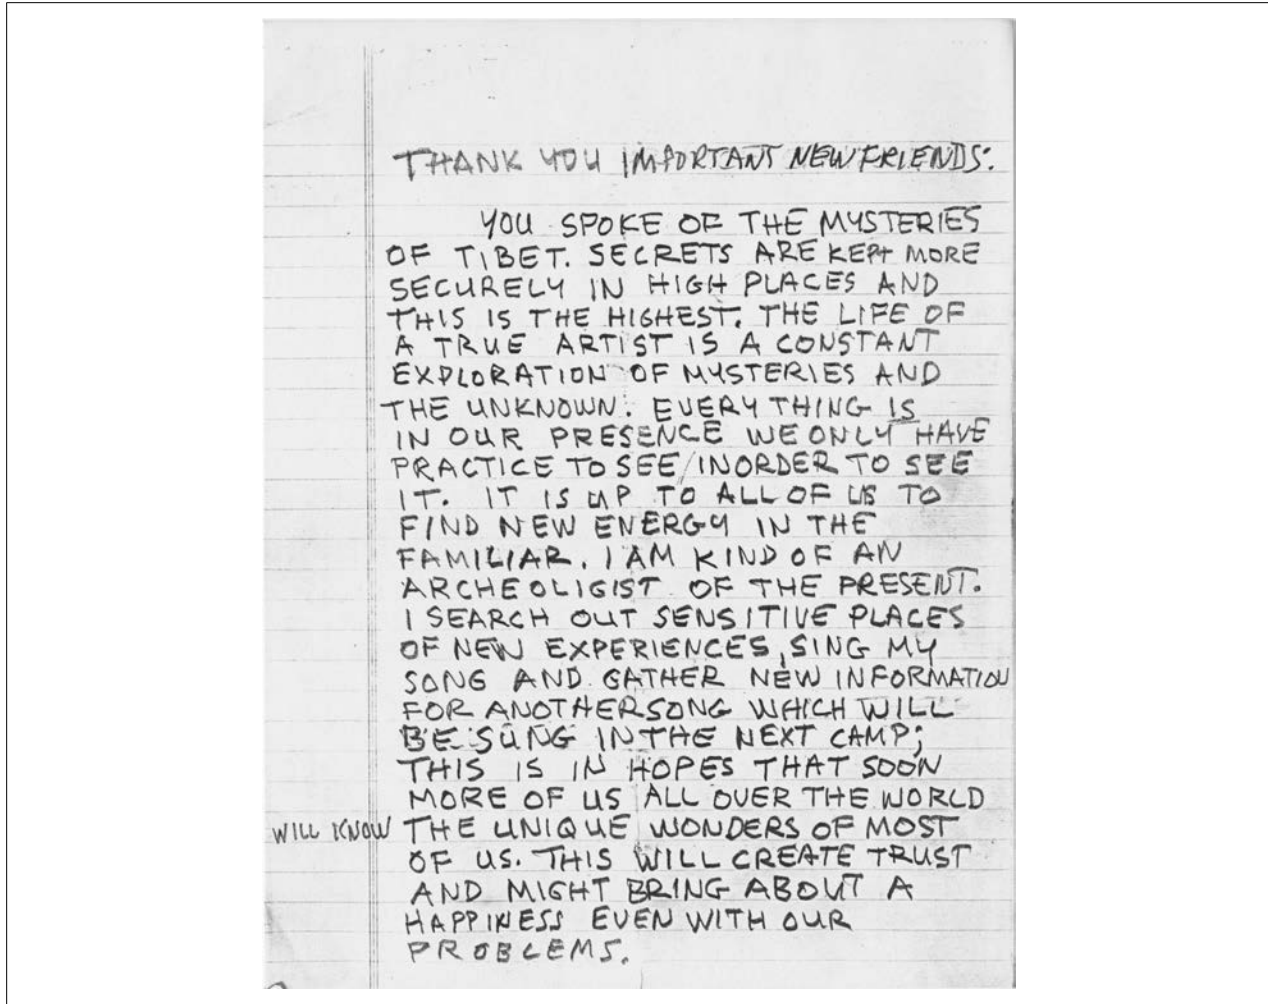 THANK YOU IMPORTANT NEW FRIENDS:
YOU SPOKE OF THE MYSTERIES
OF TIBET. SECRETS ARE KEPT MORE
SECURELY IN HIGH PLACES AND
THIS IS THE HIGHEST. THE LIFE OF
A TRUE ARTIST IS A CONSTANT
EXPLORATION OF MYSTERIES AND
THE UNKNOWN. EVERY THING IS
IN OUR PRESENCE WE ONLY HAVE
PRACTICE TO SEE/INORDER TO SEE
IT. IT IS UP TO ALL OF US TO
FIND NEW ENERGY IN THE
FAMILIAR. I AM KIND OF AN
ARCHEOLIGIST OF THE PRESENT.
I SEARCH OUT SENSITIVE PLACES
OF NEW EXPERIENCES, SING MY
SONG AND GATHER NEW INFORMATION
FOR ANOTHER SONG WHICH WILL
BE SUNG IN THE NEXT CAMP;
THIS IS IN HOPES THAT SOON
MORE OF US ALL OVER THE WORLD
WILL KNOW THE UNIQUE WONDERS OF MOST
OF US. THIS WILL CREATE TRUST
AND MIGHT BRING ABOUT A
HAPPINESS EVEN WITH OUR
PROBLEMS.